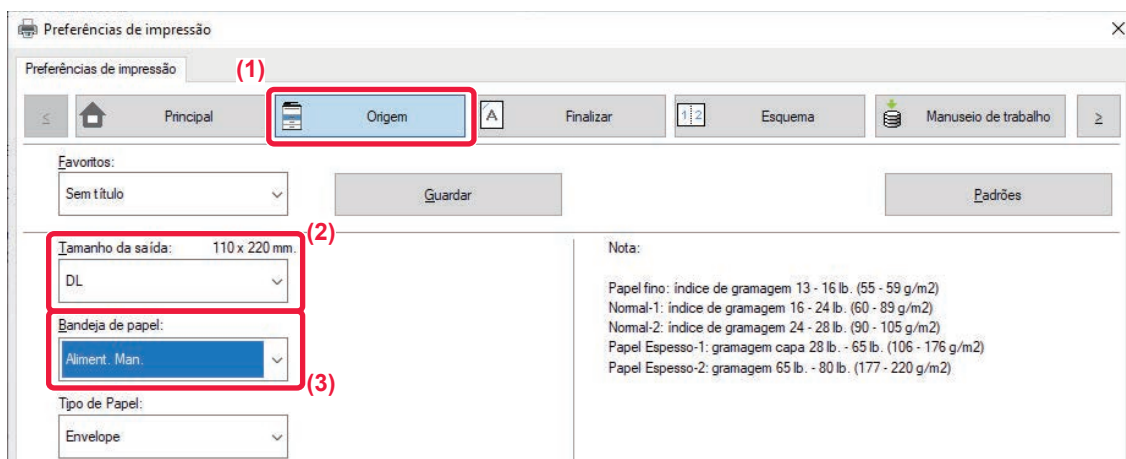 Preferências de impressão
Preferências de impressão
(1)
< Principal Origem A Finalizar 1 2 Esquema Manuseio de trabalho >
Favoritos:
Sem título Guardar Padrões
(2)
Tamanho da saída: 110 x 220 mm.
DL
Bandeja de papel:
Aliment. Man.
(3)
Tipo de Papel:
Envelope
Nota:
Papel fino: índice de gramagem 13 - 16 lb. (55 - 59 g/m2)
Normal-1: índice de gramagem 16 - 24 lb. (60 - 89 g/m2)
Normal-2: índice de gramagem 24 - 28 lb. (90 - 105 g/m2)
Papel Espesso-1: gramagem capa 28 lb. - 65 lb. (106 - 176 g/m2)
Papel Espesso-2: gramagem 65 lb. - 80 lb. (177 - 220 g/m2)